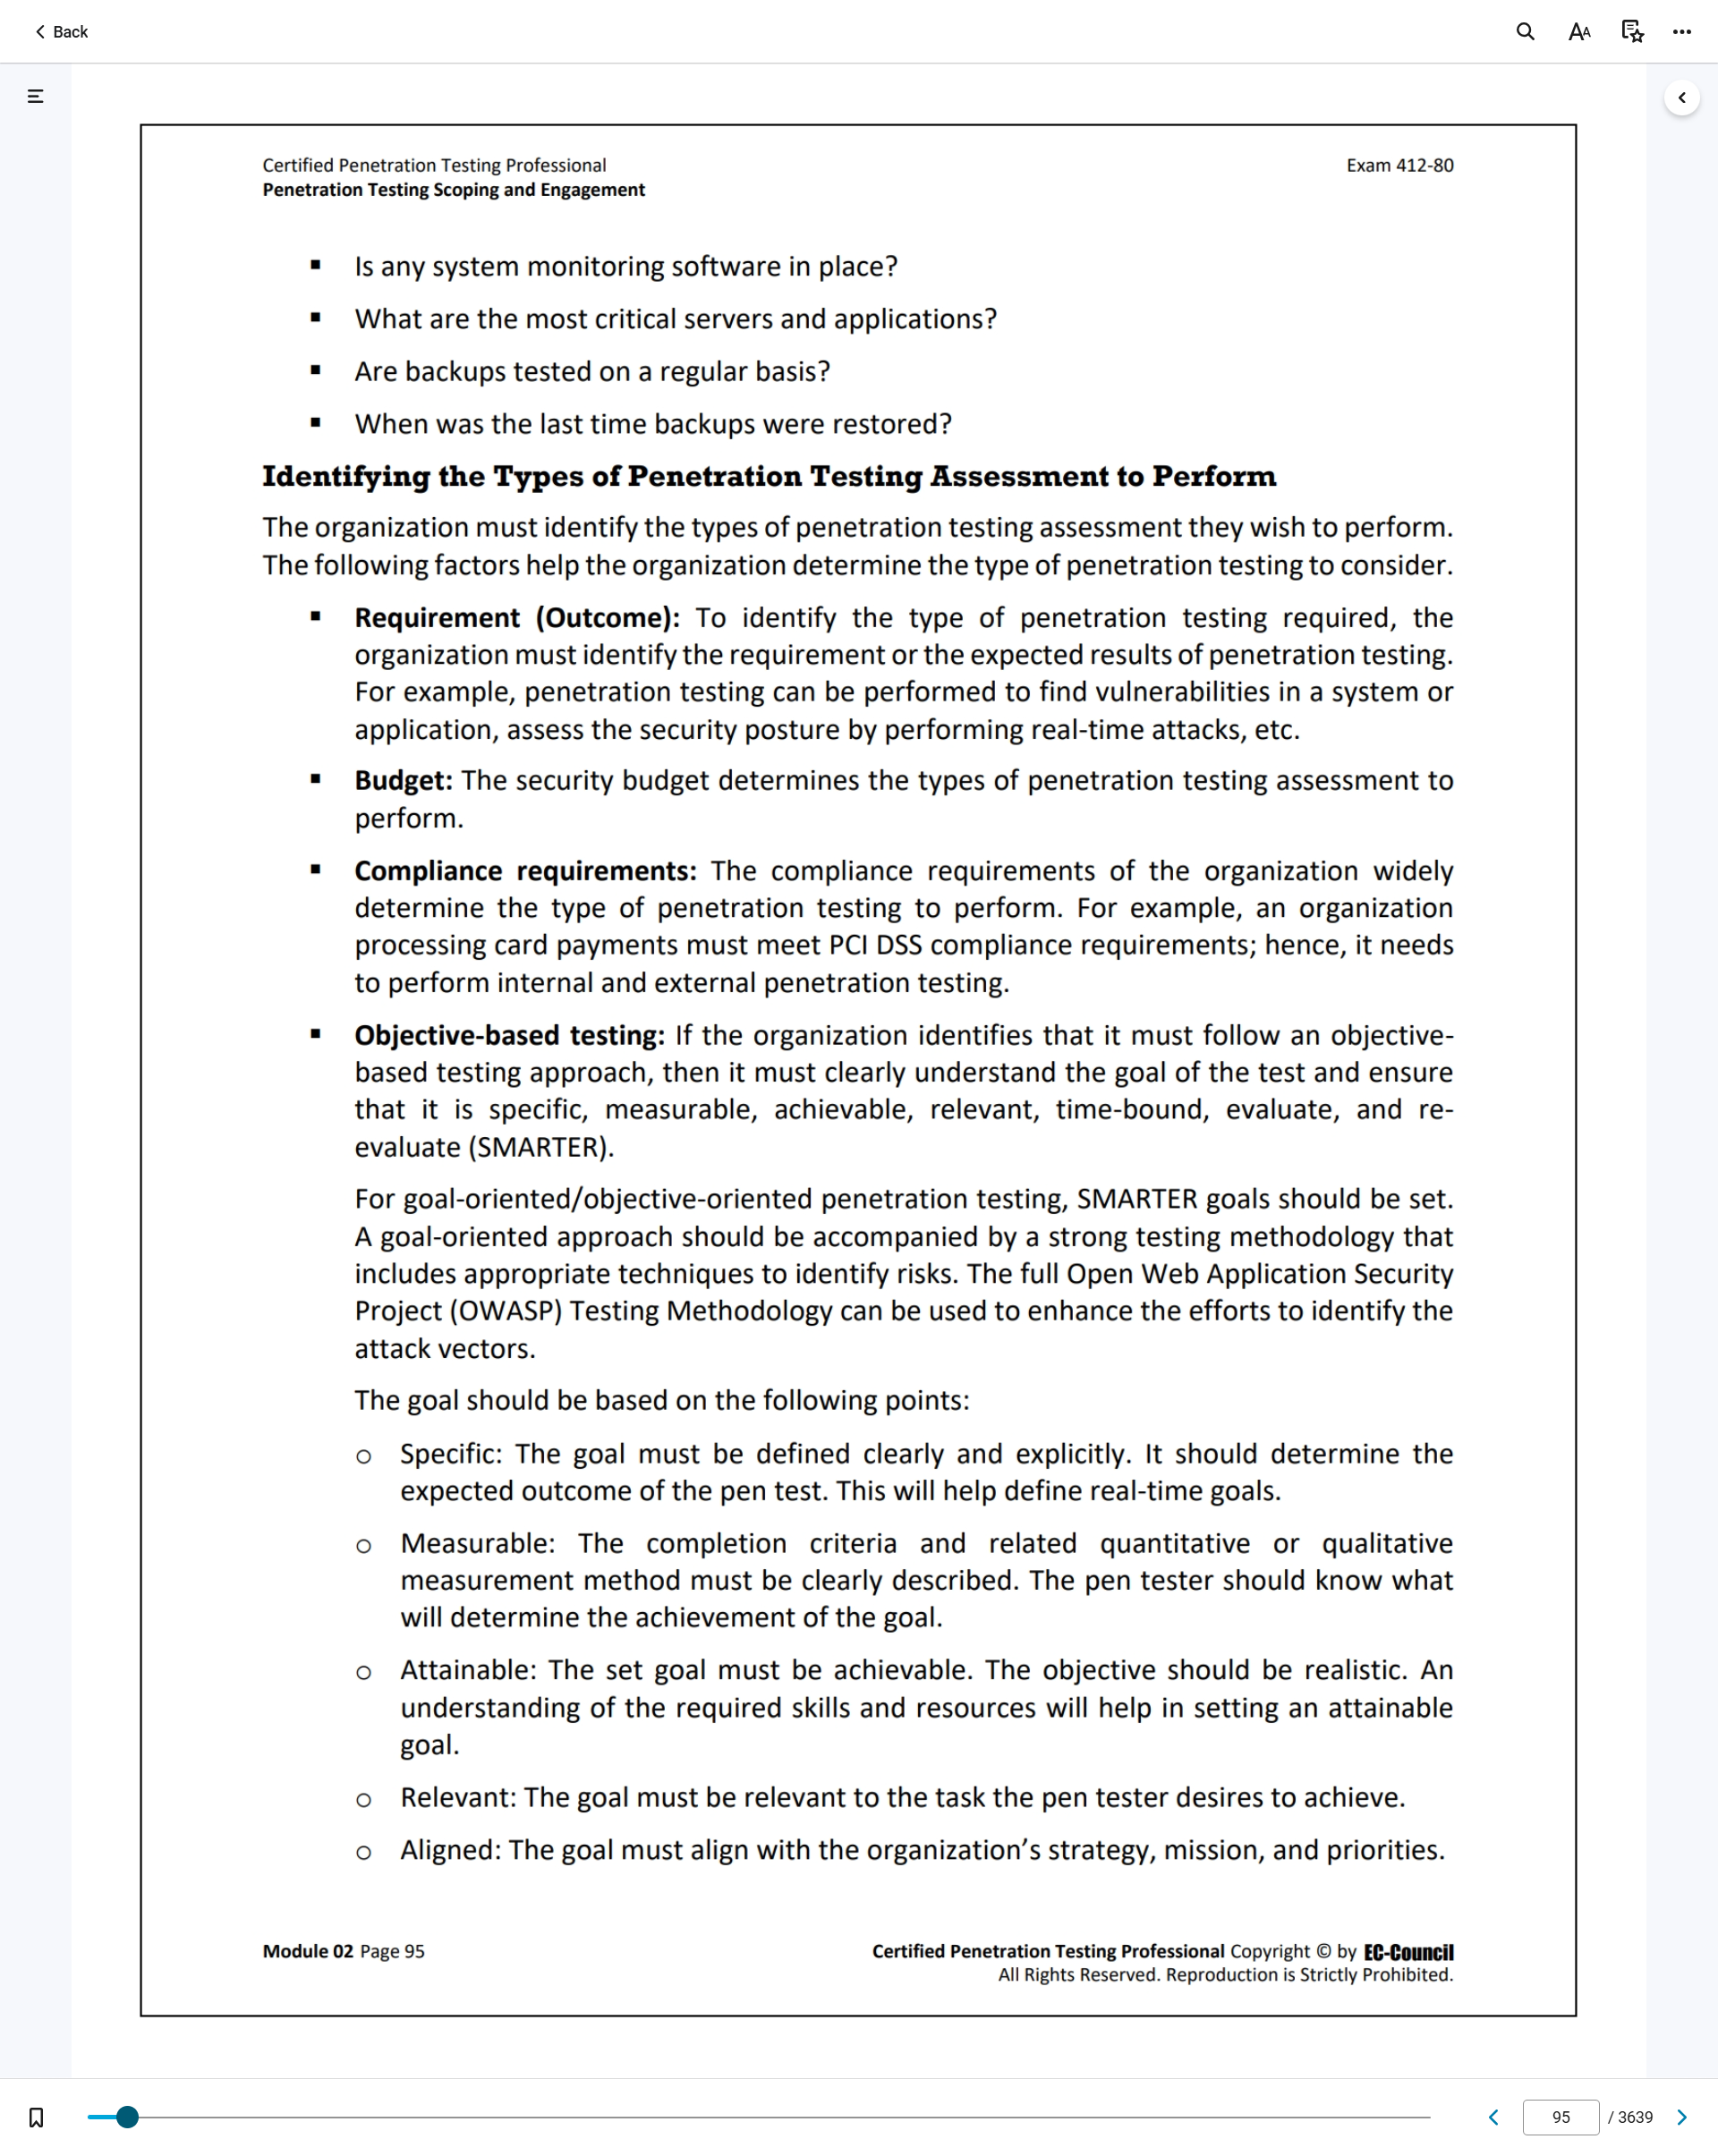 Back
Certified Penetration Testing Professional
Exam 412-80
Penetration Testing Scoping and Engagement
▪ Is any system monitoring software in place?
▪ What are the most critical servers and applications?
▪ Are backups tested on a regular basis?
▪ When was the last time backups were restored?
Identifying the Types of Penetration Testing Assessment to Perform
The organization must identify the types of penetration testing assessment they wish to perform.
The following factors help the organization determine the type of penetration testing to consider.
▪ Requirement (Outcome): To identify the type of penetration testing required, the
organization must identify the requirement or the expected results of penetration testing.
For example, penetration testing can be performed to find vulnerabilities in a system or
application, assess the security posture by performing real-time attacks, etc.
▪ Budget: The security budget determines the types of penetration testing assessment to
perform.
▪ Compliance requirements: The compliance requirements of the organization widely
determine the type of penetration testing to perform. For example, an organization
processing card payments must meet PCI DSS compliance requirements; hence, it needs
to perform internal and external penetration testing.
▪ Objective-based testing: If the organization identifies that it must follow an objective-
based testing approach, then it must clearly understand the goal of the test and ensure
that it is specific, measurable, achievable, relevant, time-bound, evaluate, and re-
evaluate (SMARTER).
For goal-oriented/objective-oriented penetration testing, SMARTER goals should be set.
A goal-oriented approach should be accompanied by a strong testing methodology that
includes appropriate techniques to identify risks. The full Open Web Application Security
Project (OWASP) Testing Methodology can be used to enhance the efforts to identify the
attack vectors.
The goal should be based on the following points:
o Specific: The goal must be defined clearly and explicitly. It should determine the
expected outcome of the pen test. This will help define real-time goals.
o Measurable: The completion criteria and related quantitative or qualitative
measurement method must be clearly described. The pen tester should know what
will determine the achievement of the goal.
o Attainable: The set goal must be achievable. The objective should be realistic. An
understanding of the required skills and resources will help in setting an attainable
goal.
o Relevant: The goal must be relevant to the task the pen tester desires to achieve.
o Aligned: The goal must align with the organization’s strategy, mission, and priorities.
Module 02 Page 95
Certified Penetration Testing Professional Copyright © by EC-Council
All Rights Reserved. Reproduction is Strictly Prohibited.
95 / 3639